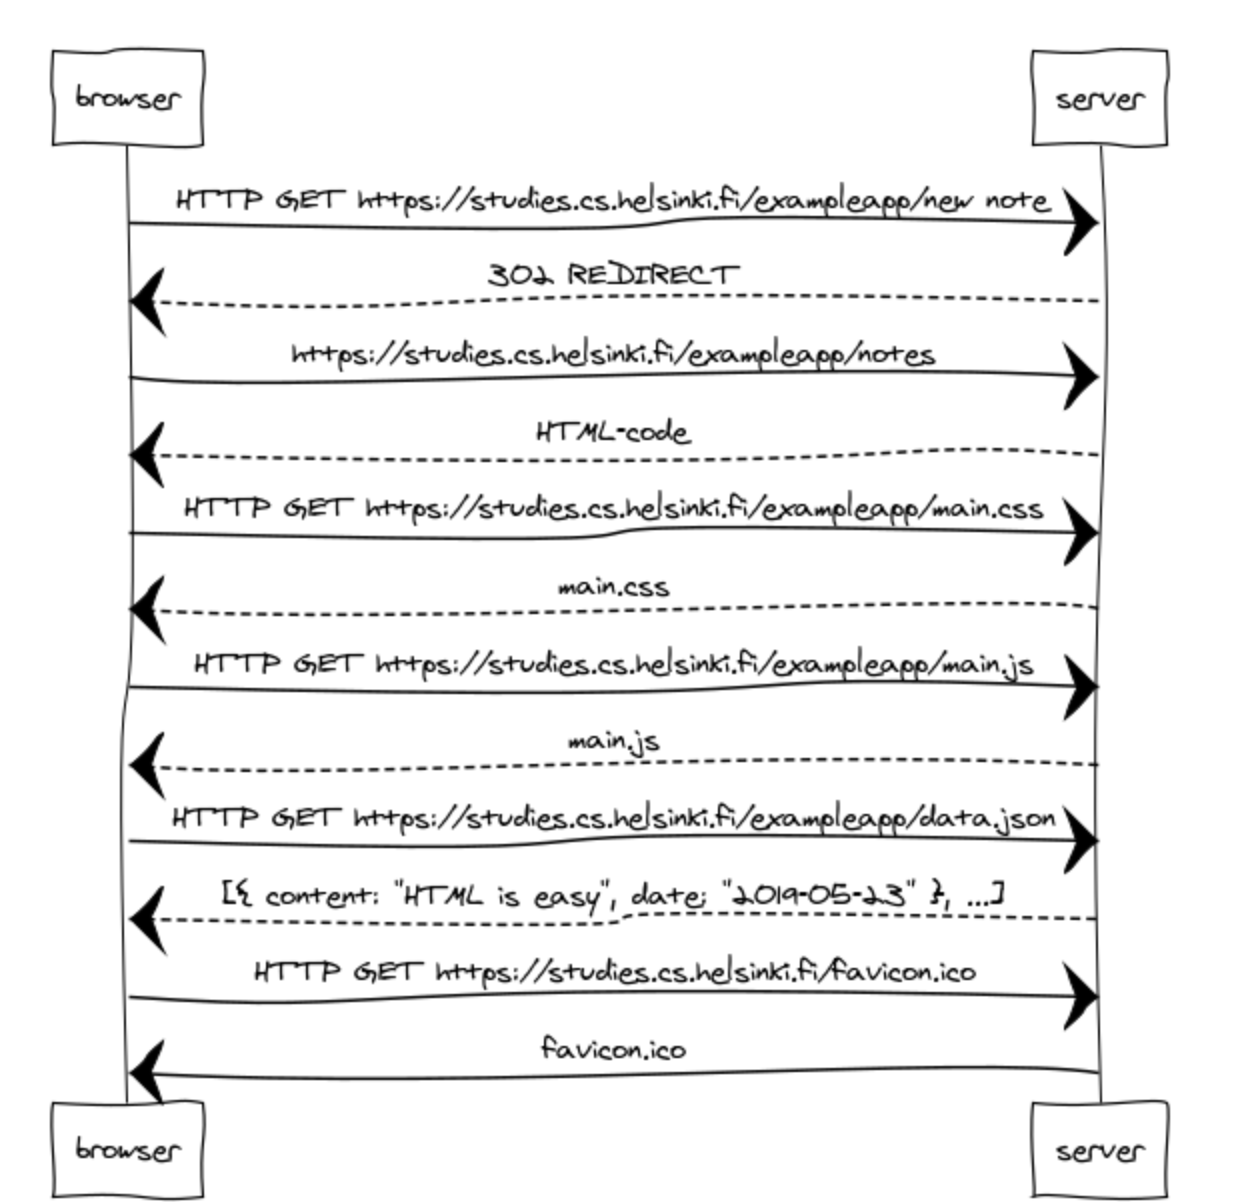 browser
server
HTTP GET https://studies.cs.helsinki.fi/exampleapp/new note
302 REDIRECT
https://studies.cs.helsinki.fi/exampleapp/notes
HTML-code
HTTP GET https://studies.cs.helsinki.fi/exampleapp/main.css
main.css
HTTP GET https://studies.cs.helsinki.fi/exampleapp/main.js
main.js
HTTP GET https://studies.cs.helsinki.fi/exampleapp/data.json
[{ content: "HTML is easy", date: "2019-05-23" }, ...]
HTTP GET https://studies.cs.helsinki.fi/favicon.ico
favicon.ico
browser
server